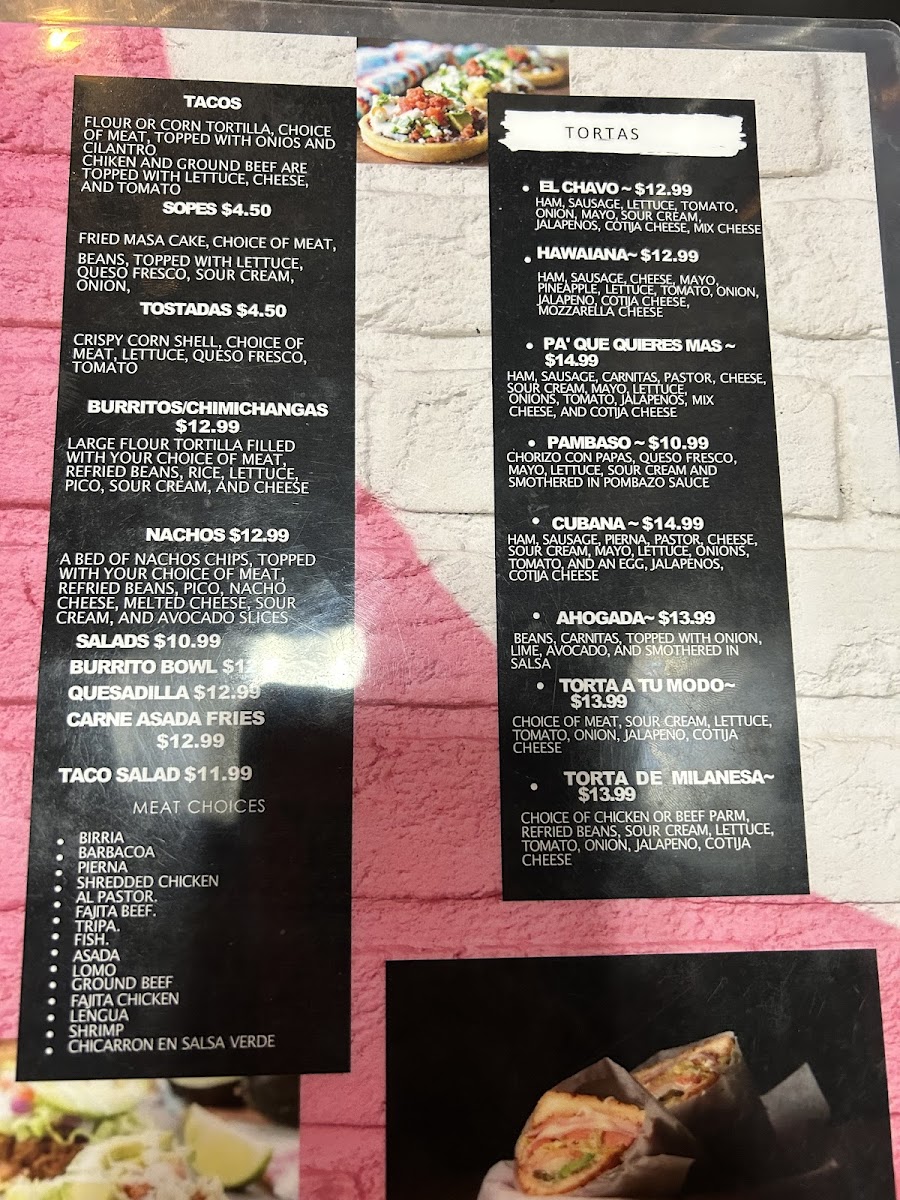 TACOS
FLOUR OR CORN TORTILLA, CHOICE
OF MEAT, TOPPED WITH ONIOS AND
CILANTRO
CHIKEN AND GROUND BEEF ARE
TOPPED WITH LETTUCE, CHEESE,
AND TOMATO
SOPES $4.50
FRIED MASA CAKE, CHOICE OF MEAT,
BEANS, TOPPED WITH LETTUCE,
QUESO FRESCO, SOUR CREAM,
ONION,
TOSTADAS $4.50
CRISPY CORN SHELL, CHOICE OF
MEAT, LETTUCE, QUESO FRESCO,
TOMATO
BURRITOS/CHIMICHANGAS
$12.99
LARGE FLOUR TORTILLA FILLED
WITH YOUR CHOICE OF MEAT,
REFRIED BEANS, RICE, LETTUCE,
PICO, SOUR CREAM, AND CHEESE
NACHOS $12.99
A BED OF NACHOS CHIPS, TOPPED
WITH YOUR CHOICE OF MEAT,
REFRIED BEANS, PICO, NACHO
CHEESE, MELTED CHEESE, SOUR
CREAM, AND AVOCADO SLICES
SALADS $10.99
BURRITO BOWL
QUESADILLA $12.99
CARNE ASADA FRIES
$12.99
TACO SALAD $11.99
MEAT CHOICES
• BIRRIA
• BARBACOA
• PIERNA
• SHREDDED CHICKEN
• AL PASTOR.
• FAJITA BEEF.
• TRIPA.
• FISH.
• ASADA
• LOMO
• GROUND BEEF
• FAJITA CHICKEN
• LENGUA
• SHRIMP
• CHICARRON EN SALSA VERDE
TORTAS
• EL CHAVO ~ $12.99
HAM, SAUSAGE, LETTUCE, TOMATO,
ONION, MAYO, SOUR CREAM,
JALAPENOS, COTIJA CHEESE, MIX CHEESE
• HAWAIANA~ $12.99
HAM, SAUSAGE, CHEESE, MAYO,
PINEAPPLE, LETTUCE, TOMATO, ONION,
JALAPENO, COTIJA CHEESE,
MOZZARELLA CHEESE
• PA' QUE QUIERES MAS ~
$14.99
HAM, SAUSAGE, CARNITAS, PASTOR, CHEESE,
SOUR CREAM, MAYO, LETTUCE,
ONIONS, TOMATO, JALAPENOS, MIX
CHEESE, AND COTIJA CHEESE
• PAMBASO ~ $10.99
CHORIZO CON PAPAS, QUESO FRESCO,
MAYO, LETTUCE, SOUR CREAM AND
SMOTHERED IN POMBAZO SAUCE
• CUBANA ~ $14.99
HAM, SAUSAGE, PIERNA, PASTOR, CHEESE,
SOUR CREAM, MAYO, LETTUCE, ONIONS,
TOMATO, AND AN EGG, JALAPENOS,
COTIJA CHEESE
• AHOGADA~ $13.99
BEANS, CARNITAS, TOPPED WITH ONION,
LIME, AVOCADO, AND SMOTHERED IN
SALSA
• TORTA A TU MODO~
$13.99
CHOICE OF MEAT, SOUR CREAM, LETTUCE,
TOMATO, ONION, JALAPENO, COTIJA
CHEESE
• TORTA DE MILANESA~
$13.99
CHOICE OF CHICKEN OR BEEF PARM,
REFRIED BEANS, SOUR CREAM, LETTUCE,
TOMATO, ONION, JALAPENO, COTIJA
CHEESE